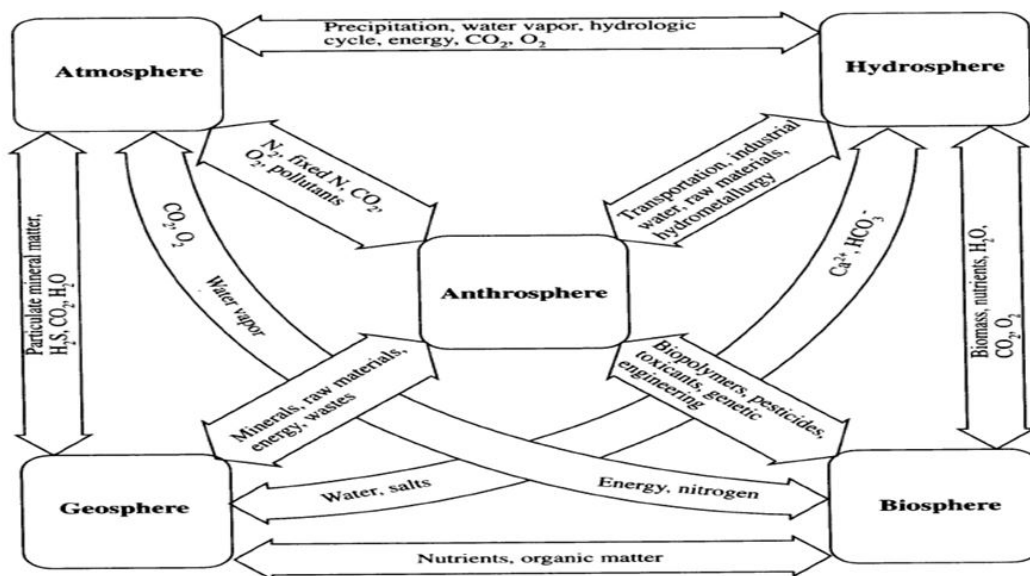 Precipitation, water vapor, hydrologic
cycle, energy, CO₂, O₂
Atmosphere
Hydrosphere
N₂, fixed N, CO₂,
O₂, pollutants
Transportation, industrial
water, raw materials,
hydrometallurgy
Particulate mineral matter,
H₂S, CO₂, H₂O
CO₂, O₂
Water vapor
Anthrosphere
Ca²⁺, HCO₃⁻
Biomass, nutrients, H₂O,
CO₂, O₂
Minerals, raw materials,
energy, wastes
Biopolymers, pesticides,
toxicants, genetic
engineering
Geosphere
Water, salts
Energy, nitrogen
Biosphere
Nutrients, organic matter